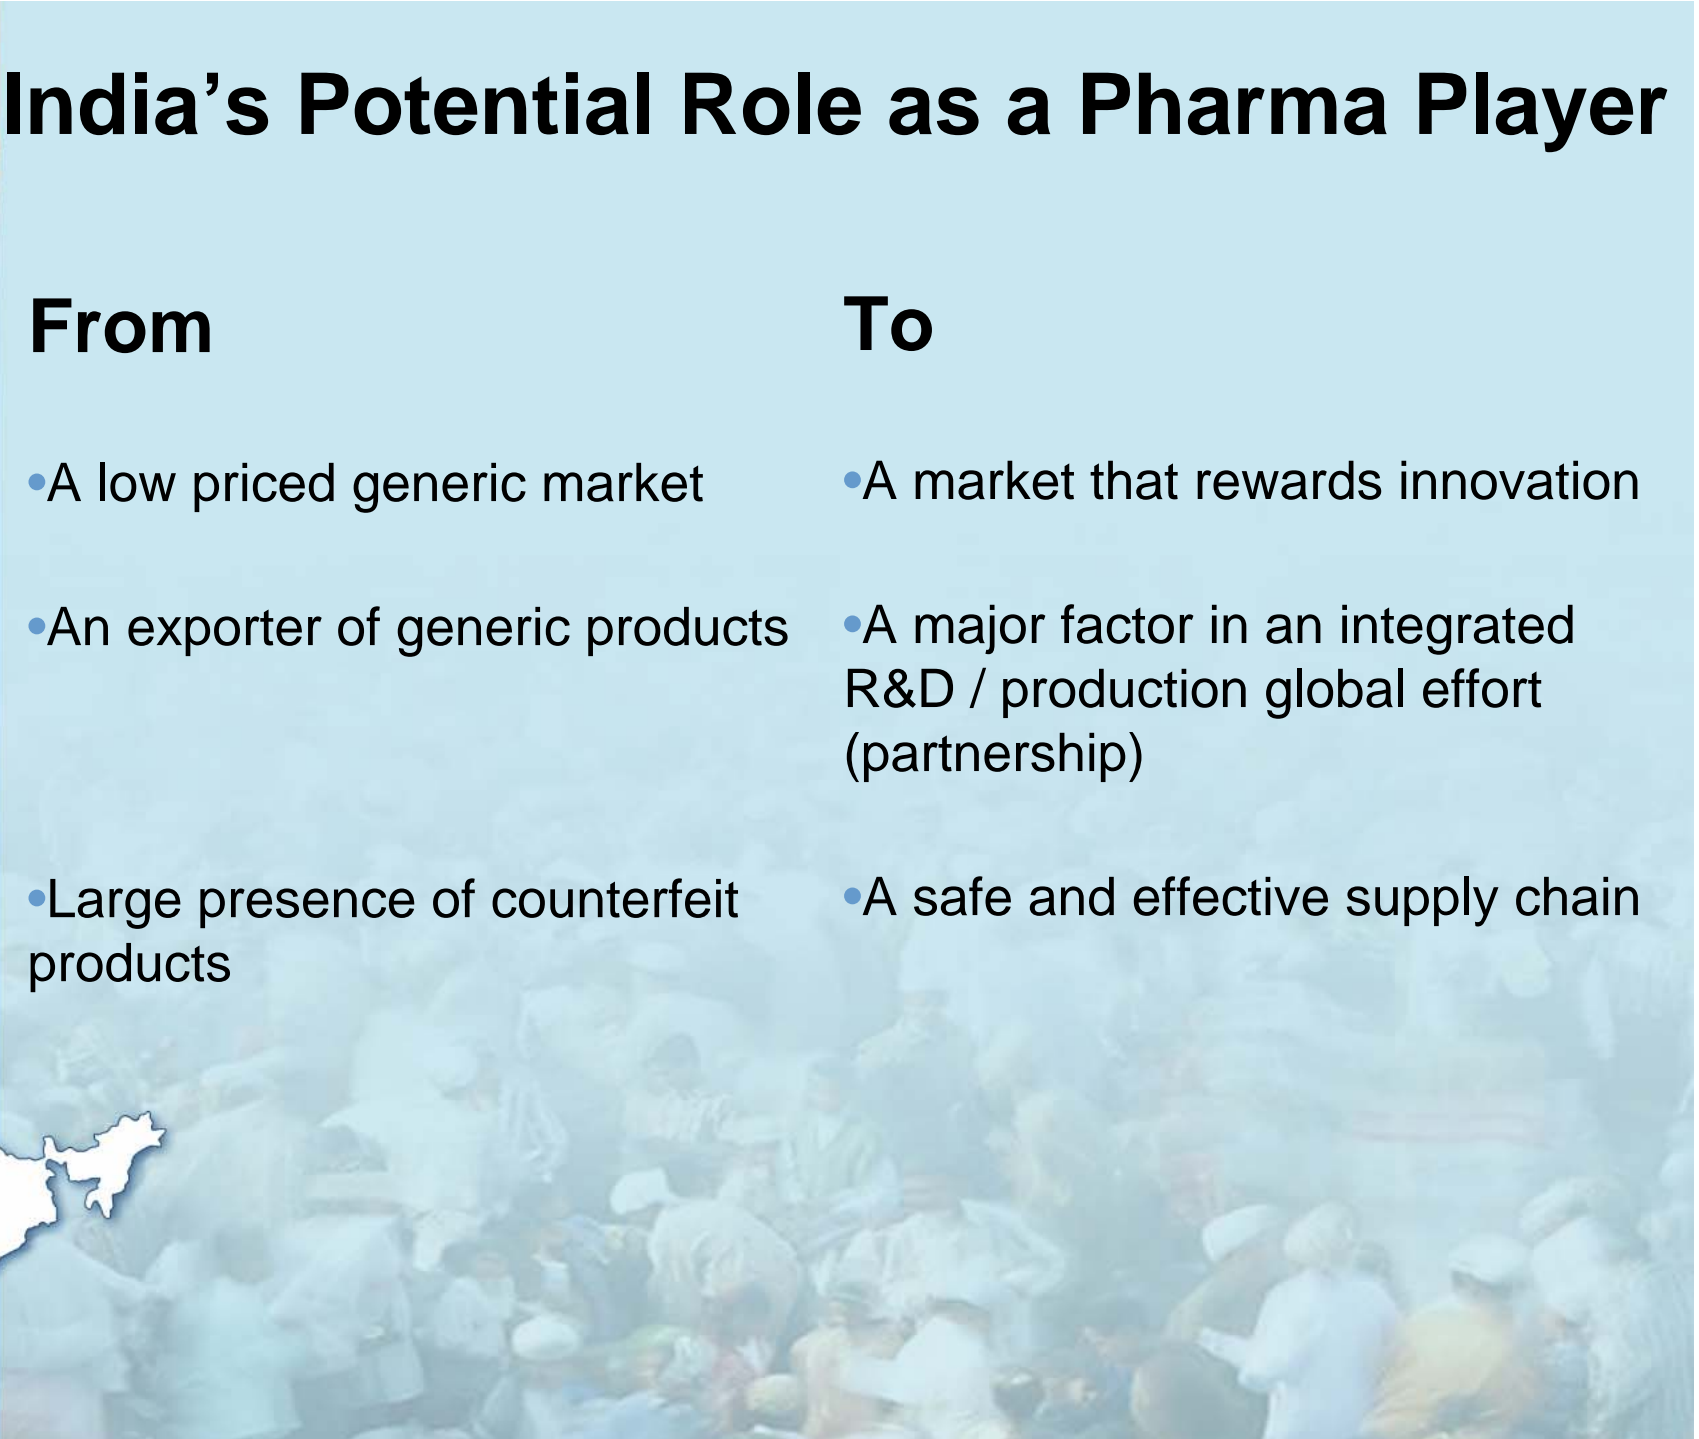 India’s Potential Role as a Pharma Player
From
•A low priced generic market
•An exporter of generic products
•Large presence of counterfeit
products
To
•A market that rewards innovation
•A major factor in an integrated
R&D / production global effort
(partnership)
•A safe and effective supply chain